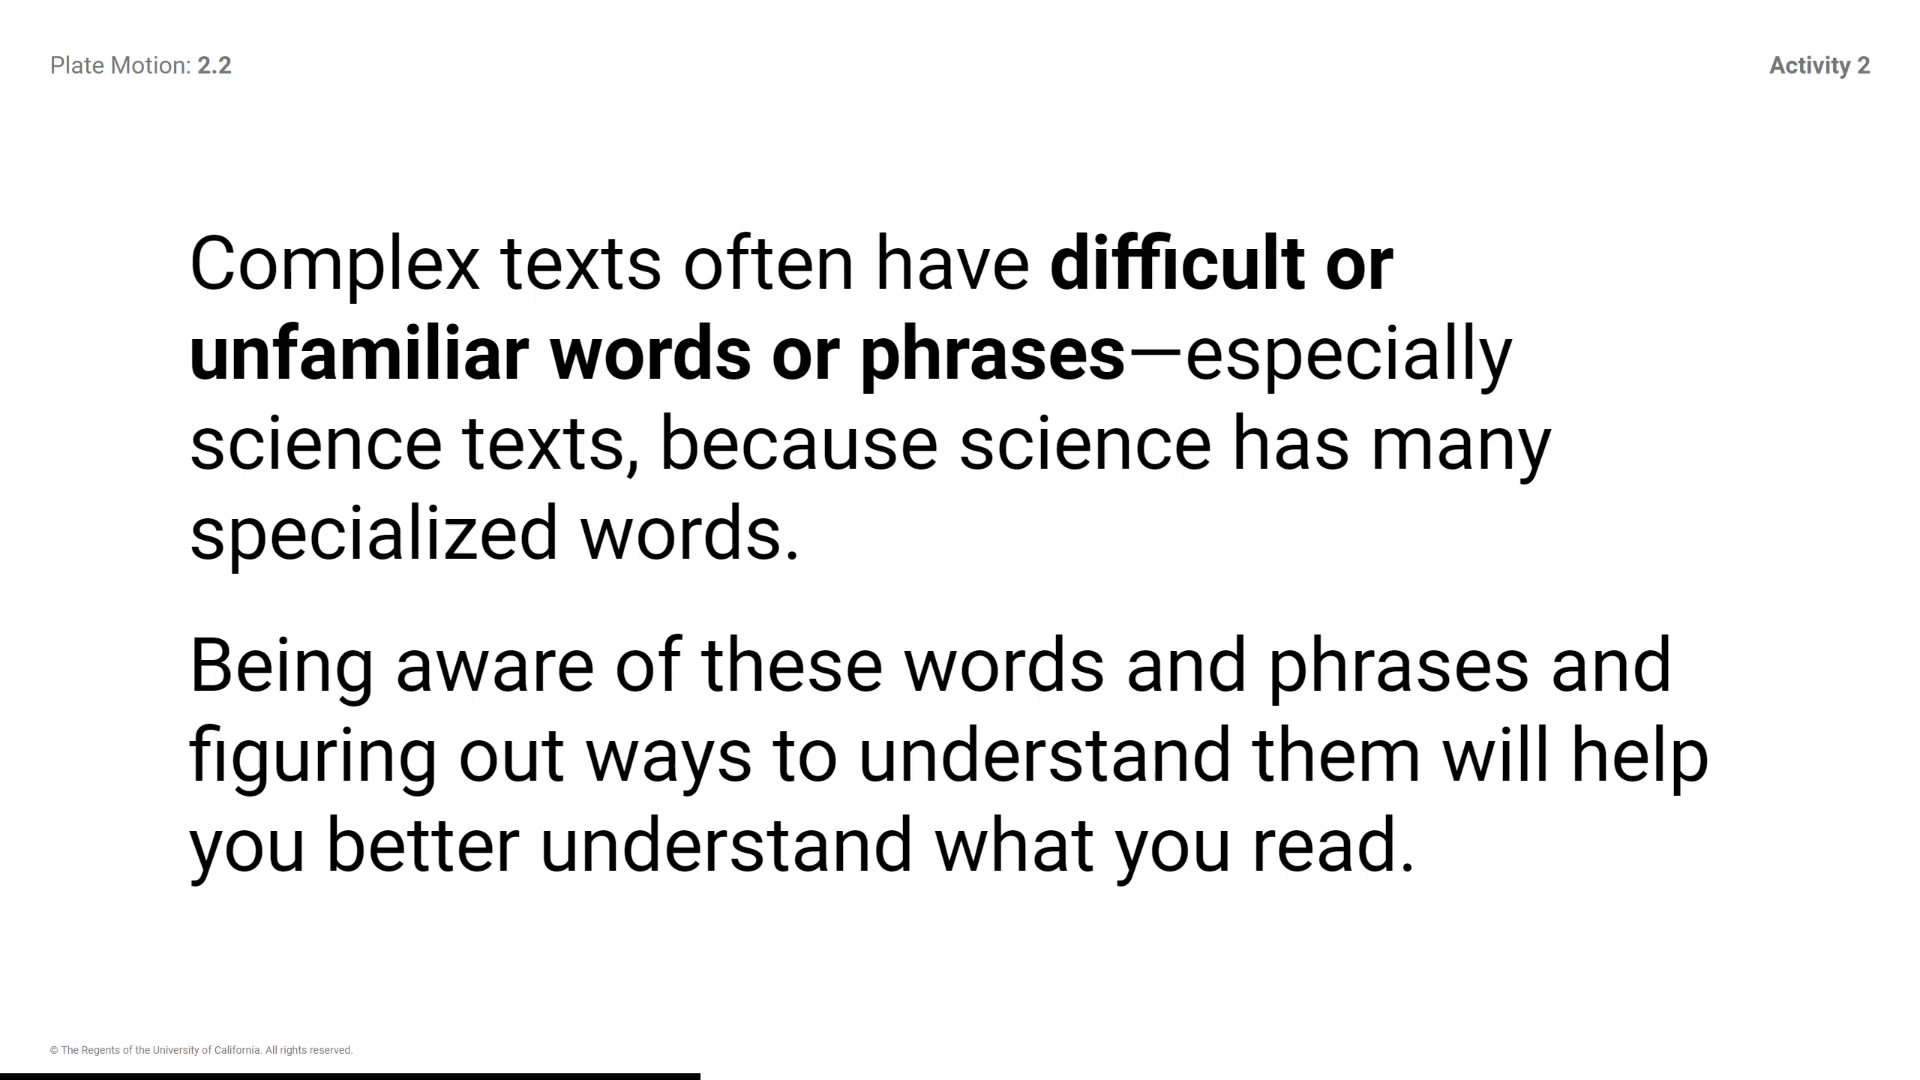 Plate Motion: 2.2
Activity 2
Complex texts often have difficult or
unfamiliar words or phrases—especially
science texts, because science has many
specialized words.
Being aware of these words and phrases and
figuring out ways to understand them will help
you better understand what you read.
© The Regents of the University of California. All rights reserved.